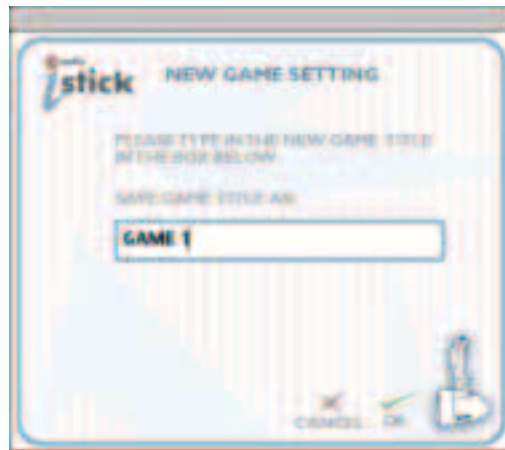 istick
NEW GAME SETTING
PLEASE TYPE IN THE NEW GAME TITLE
IN THE BOX BELOW
SAVE GAME TITLE AS:
GAME 1
CANCEL OK